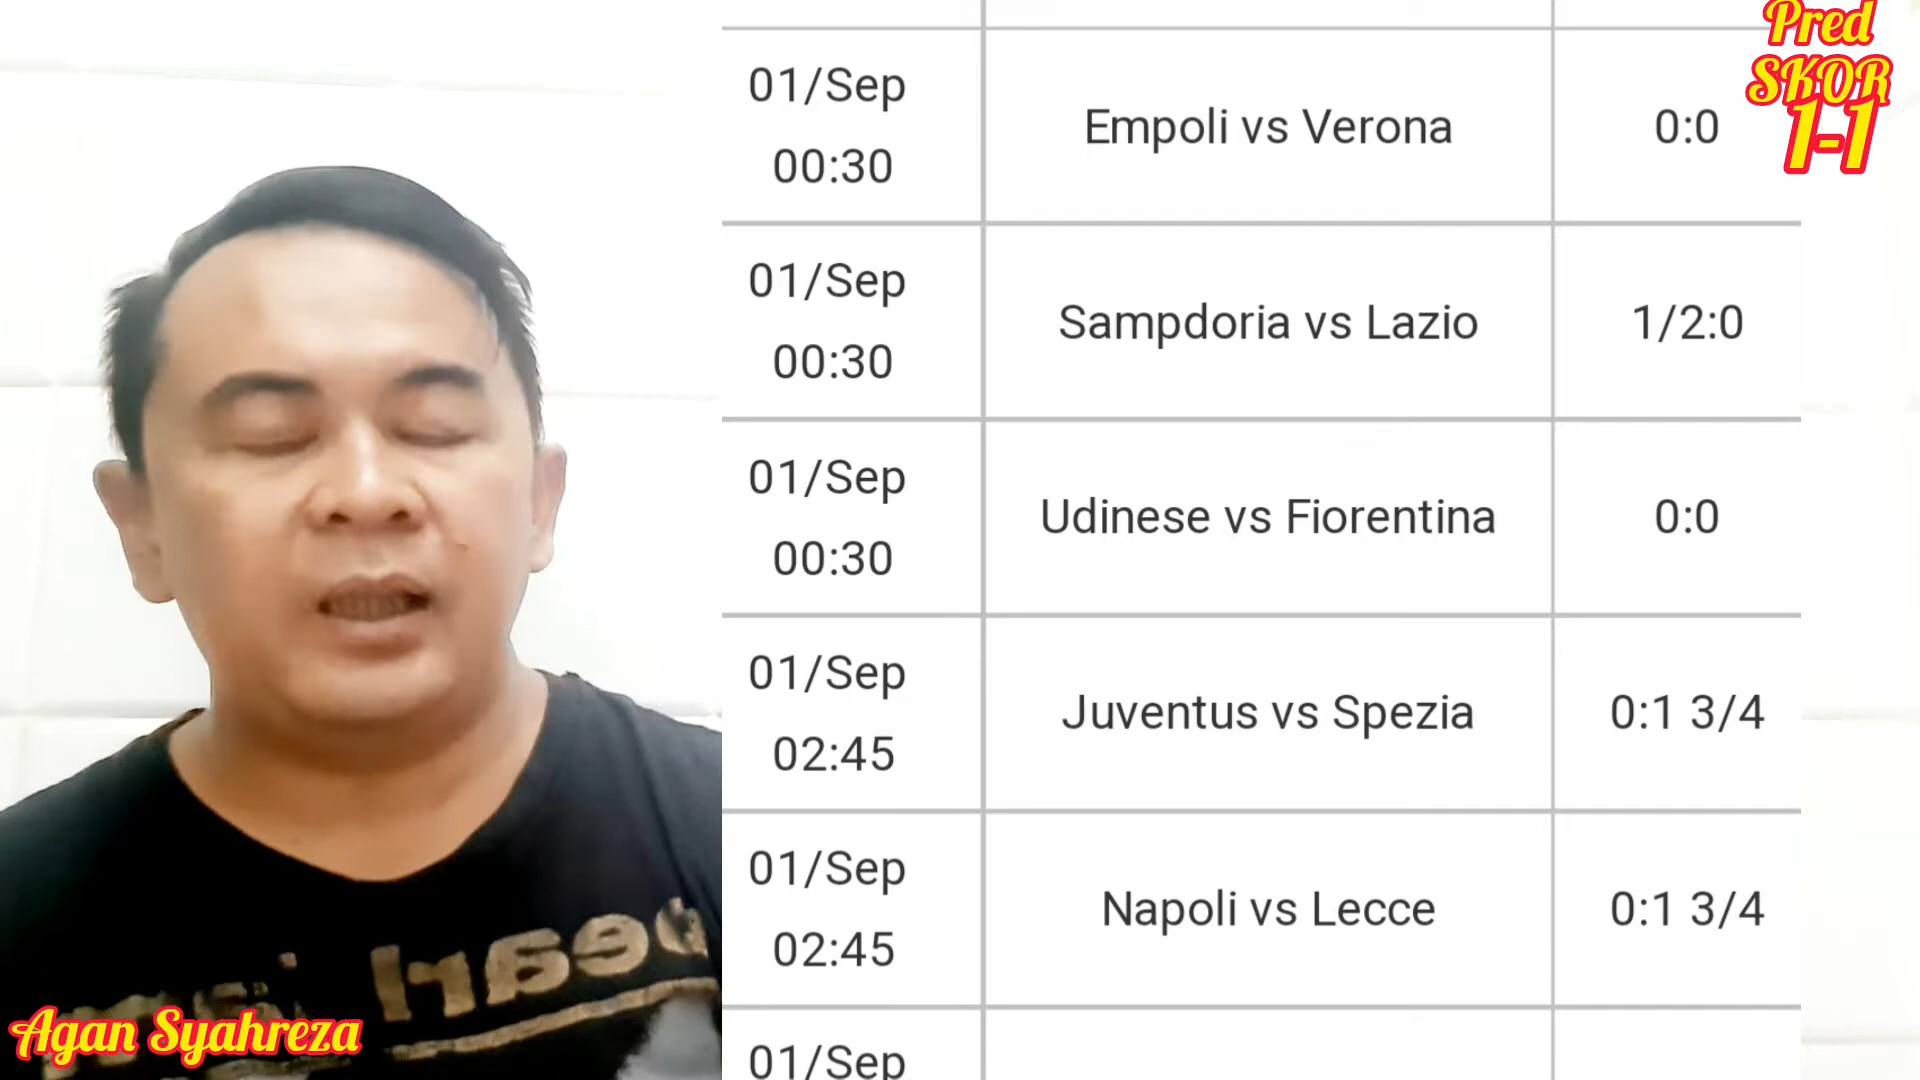 Pred
SKOR
1-1
01/Sep
00:30
Empoli vs Verona
0:0
01/Sep
00:30
Sampdoria vs Lazio
1/2:0
01/Sep
00:30
Udinese vs Fiorentina
0:0
01/Sep
02:45
Juventus vs Spezia
0:1 3/4
01/Sep
02:45
Napoli vs Lecce
0:1 3/4
01/Sep
Pearl
Agan Syahreza